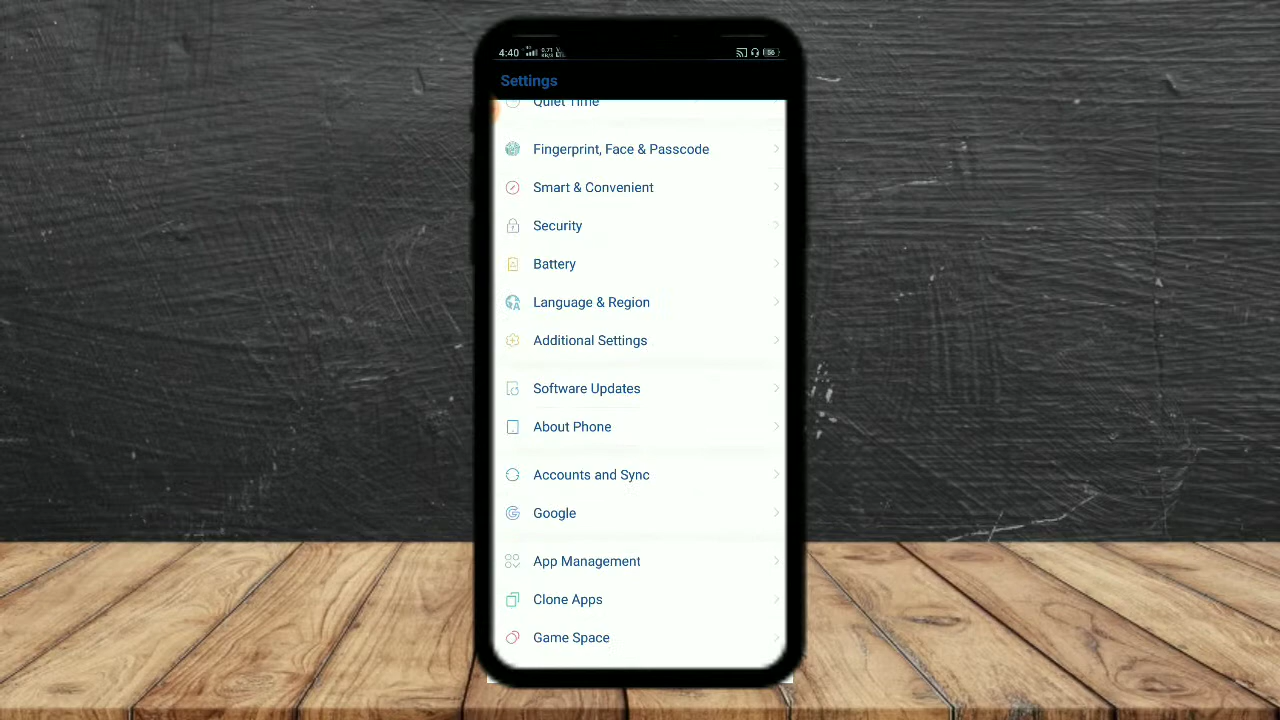 4:40
56
Settings
Quiet Time
Fingerprint, Face & Passcode
Smart & Convenient
Security
Battery
Language & Region
Additional Settings
Software Updates
About Phone
Accounts and Sync
Google
App Management
Clone Apps
Game Space